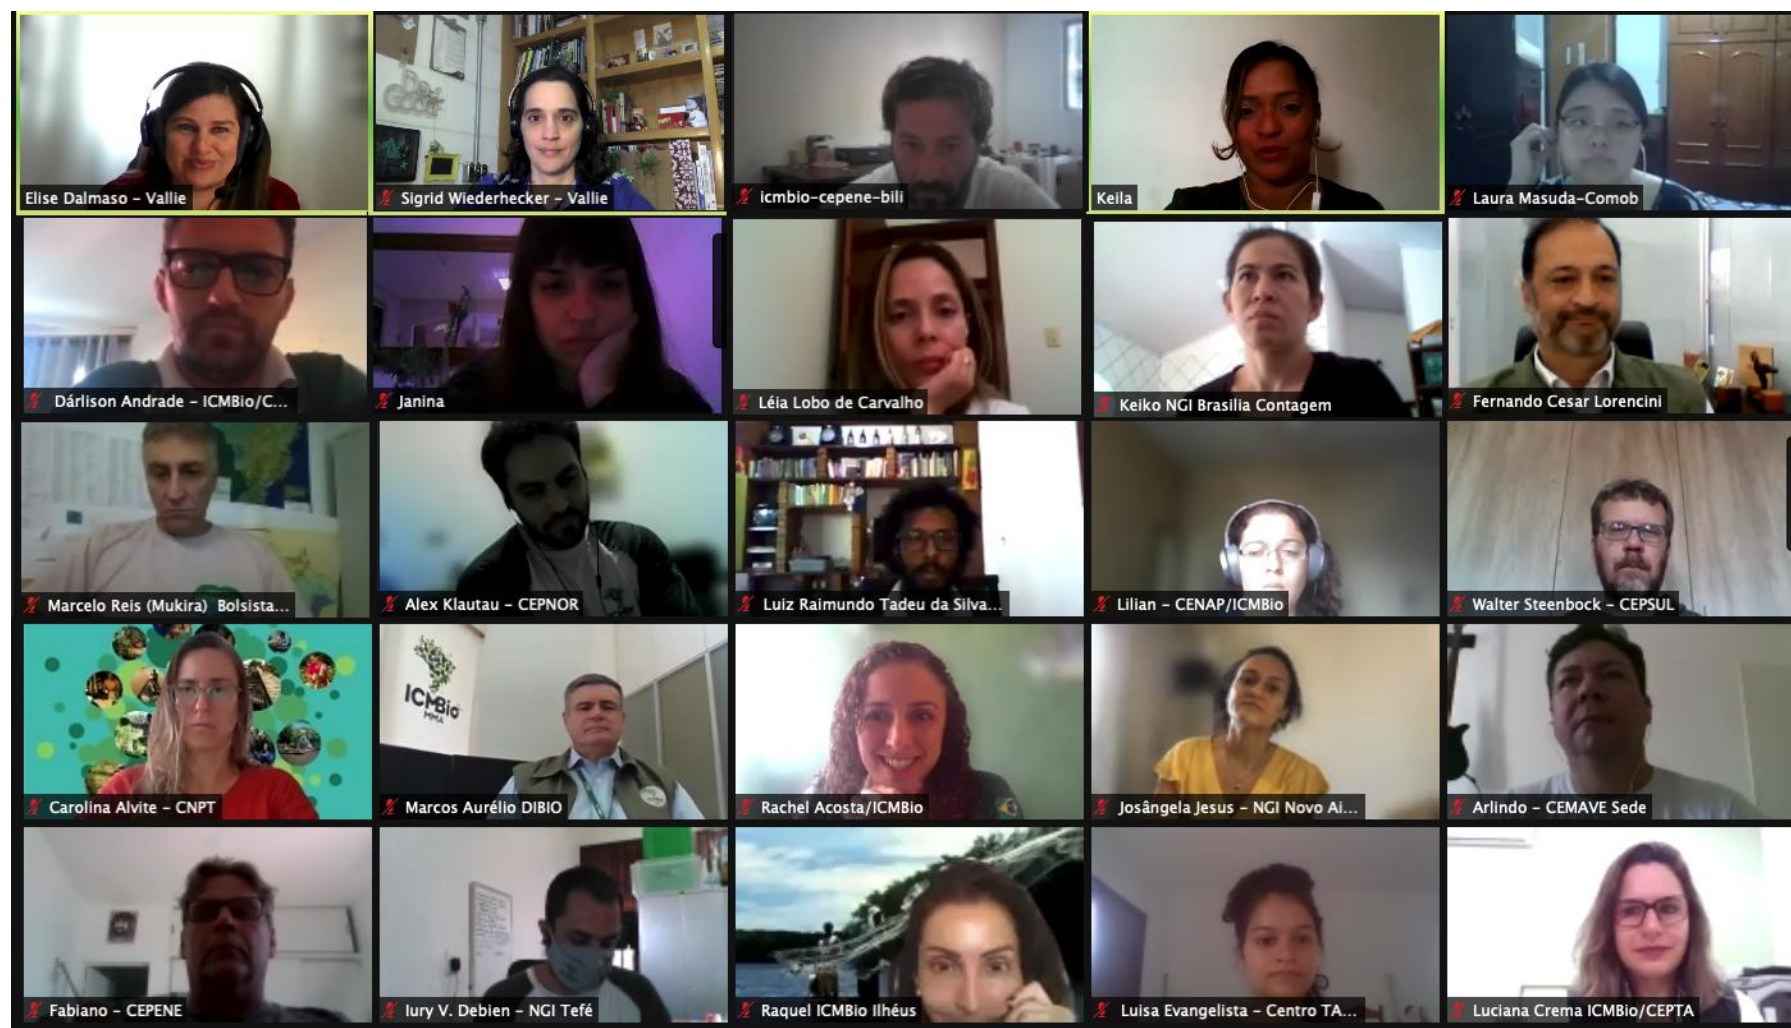 Do
Good
Elise Dalmaso – Vallie
Sigrid Wiederhecker – Vallie
icmbio-cepene-bili
Keila
Laura Masuda-Comob
Dárlison Andrade – ICMBio/C...
Janina
Léia Lobo de Carvalho
Keiko NGI Brasilia Contagem
Fernando Cesar Lorencini
Marcelo Reis (Mukira) Bolsista...
Alex Klautau – CEPNOR
Luiz Raimundo Tadeu da Silva...
Lilian – CENAP/ICMBio
Walter Steenbock – CEPSUL
ICMBio
MMA
Carolina Alvite – CNPT
Marcos Aurélio DIBIO
Rachel Acosta/ICMBio
Josângela Jesus – NGI Novo Ai...
Arlindo – CEMAVE Sede
Fabiano – CEPENE
Iury V. Debien – NGI Tefé
Raquel ICMBio Ilhéus
Luisa Evangelista – Centro TA...
Luciana Crema ICMBio/CEPTA